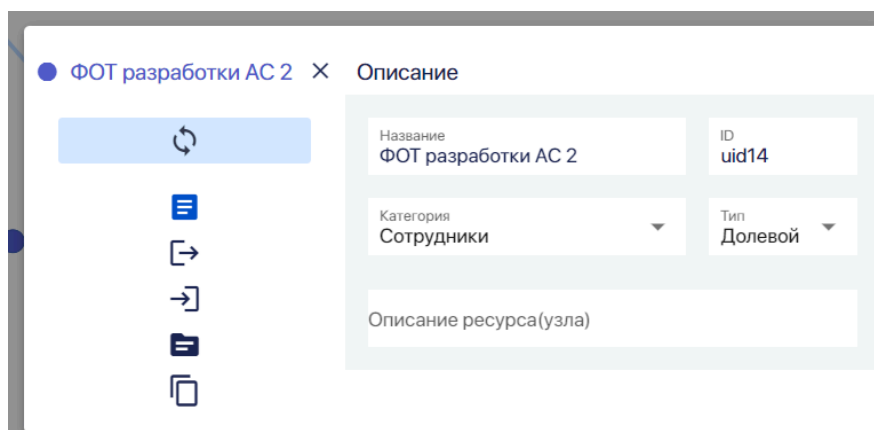 ФОТ разработки АС 2
Описание
Название
ФОТ разработки АС 2
ID
uid14
Категория
Сотрудники
Тип
Долевой
Описание ресурса(узла)